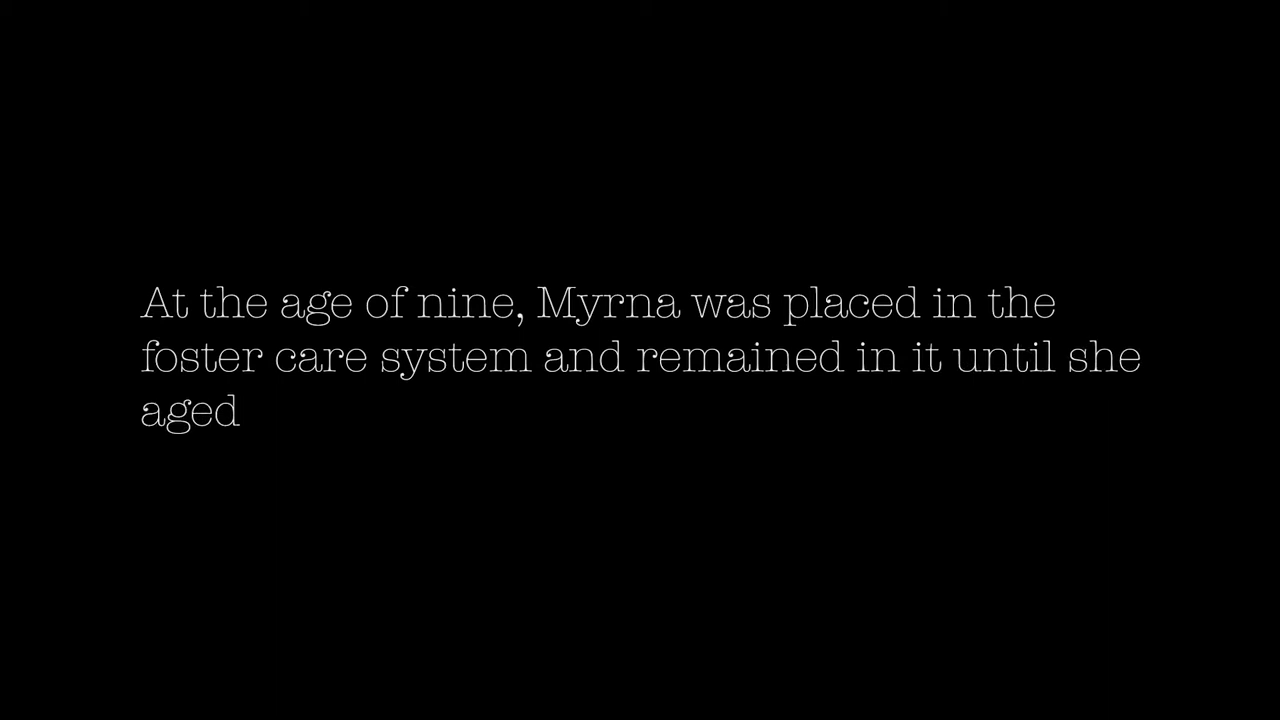 At the age of nine, Myrna was placed in the
foster care system and remained in it until she
aged